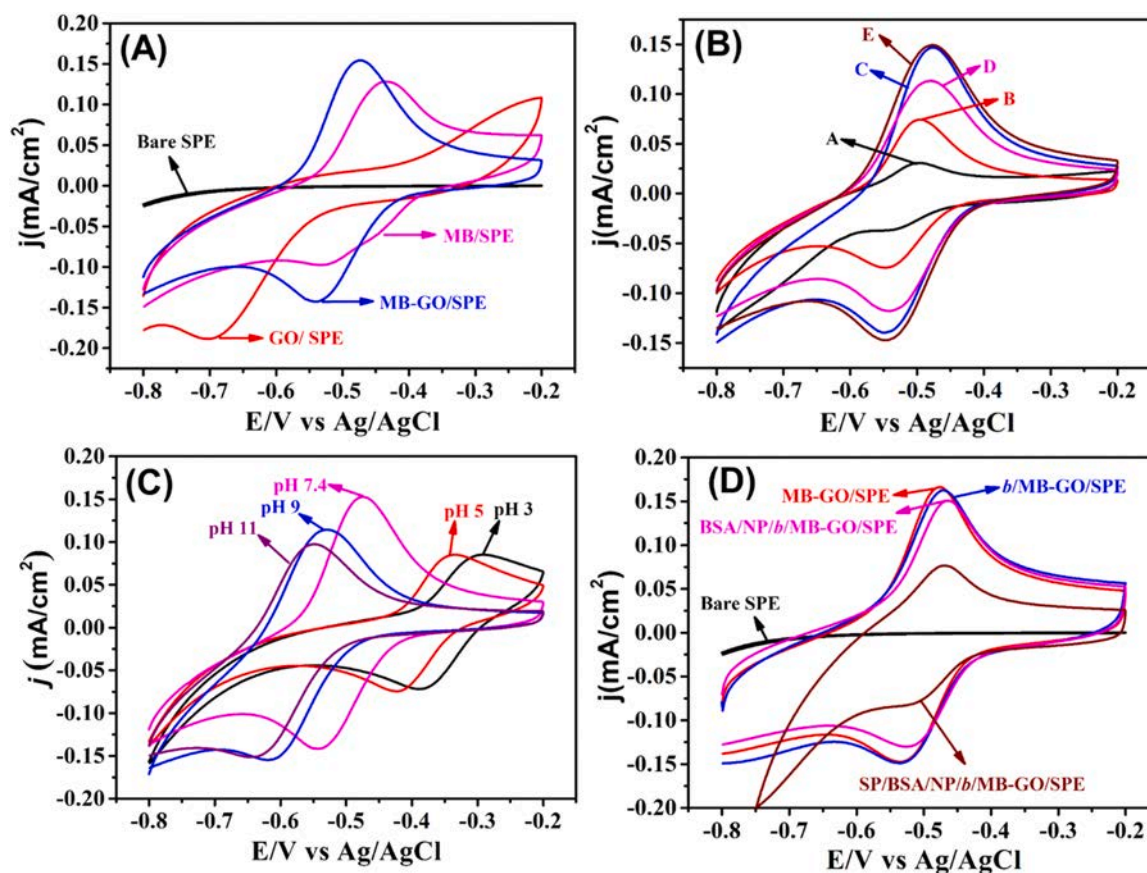 (A)
j(mA/cm²)
0.20
0.15
0.10
0.05
0.00
-0.05
-0.10
-0.15
-0.20
Bare SPE
MB/SPE
MB-GO/SPE
GO/ SPE
-0.8 -0.7 -0.6 -0.5 -0.4 -0.3 -0.2
E/V vs Ag/AgCl
(B)
j(mA/cm²)
0.15
0.10
0.05
0.00
-0.05
-0.10
-0.15
E
C
D
B
A
-0.8 -0.7 -0.6 -0.5 -0.4 -0.3 -0.2
E/V vs Ag/AgCl
(C)
j(mA/cm²)
0.20
0.15
0.10
0.05
0.00
-0.05
-0.10
-0.15
-0.20
pH 7.4
pH 9
pH 11
pH 5
pH 3
-0.8 -0.7 -0.6 -0.5 -0.4 -0.3 -0.2
E/V vs Ag/AgCl
(D)
j(mA/cm²)
0.20
0.15
0.10
0.05
0.00
-0.05
-0.10
-0.15
-0.20
MB-GO/SPE
b/MB-GO/SPE
BSA/NP/b/MB-GO/SPE
Bare SPE
SP/BSA/NP/b/MB-GO/SPE
-0.8 -0.7 -0.6 -0.5 -0.4 -0.3 -0.2
E/V vs Ag/AgCl